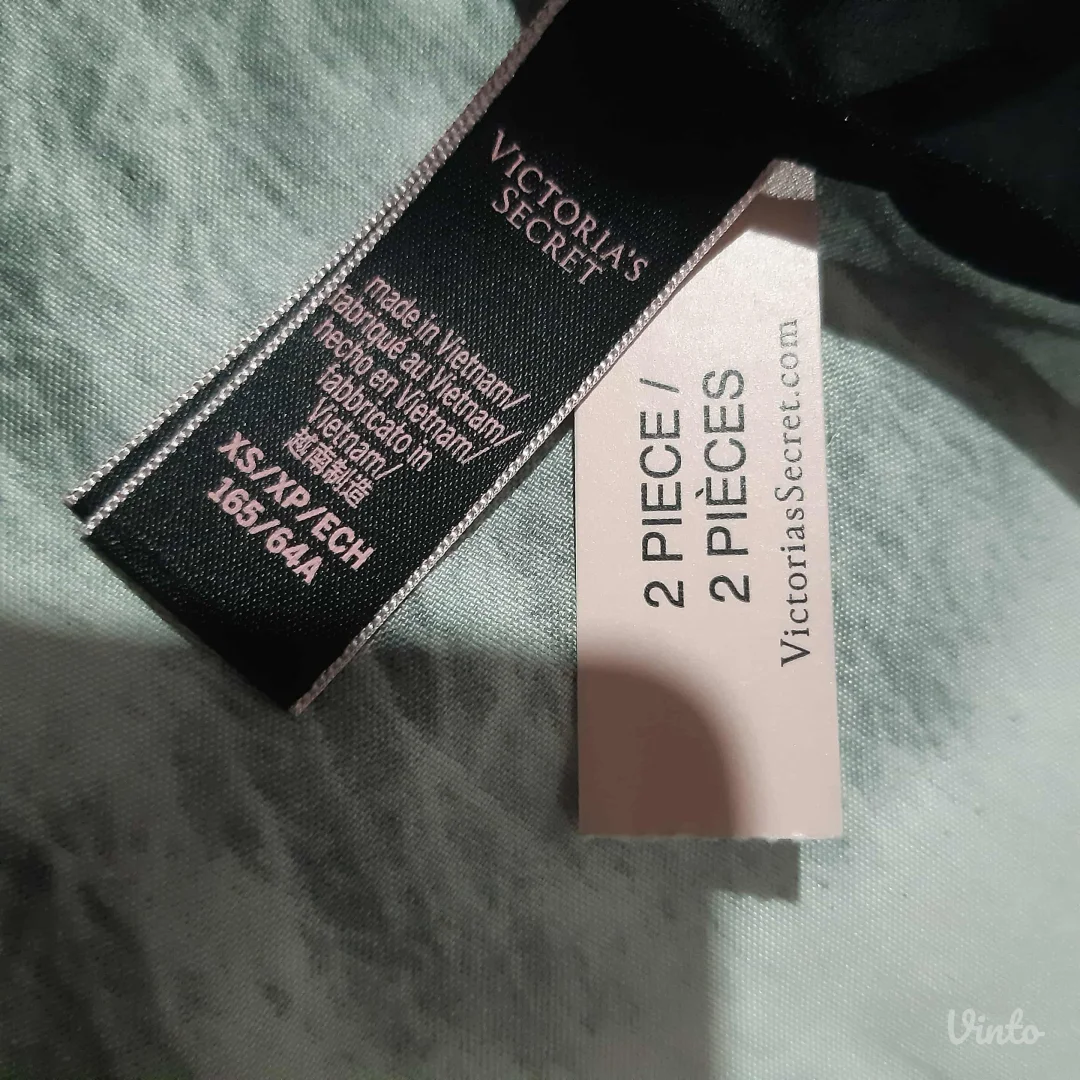 VICTORIA'S
SECRET
made in Vietnam/
fabriqué au Vietnam/
hecho en Vietnam/
fabbricato in
Vietnam/
越南制造
XS/XP/ECH
165/64A
2 PIECE /
2 PIÈCES
VictoriasSecret.com
Vinto